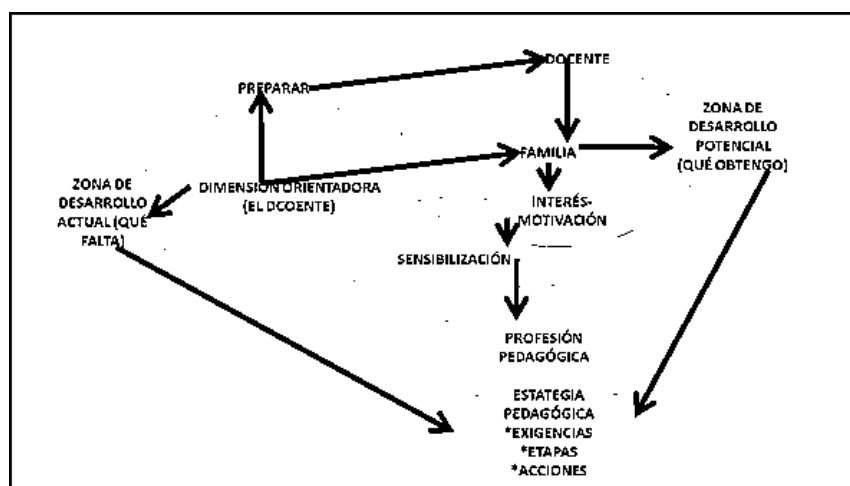 DOCENTE
PREPARAR
ZONA DE
DESARROLLO
POTENCIAL
(QUÉ OBTENGO)
FAMILIA
ZONA DE
DESARROLLO
ACTUAL (QUÉ
FALTA)
DIMENSIÓN ORIENTADORA
(EL DCOENTE)
INTERÉS-
MOTIVACIÓN
SENSIBILIZACIÓN
PROFESIÓN
PEDAGÓGICA
ESTATEGIA
PEDAGÓGICA
*EXIGENCIAS
*ETAPAS
*ACCIONES